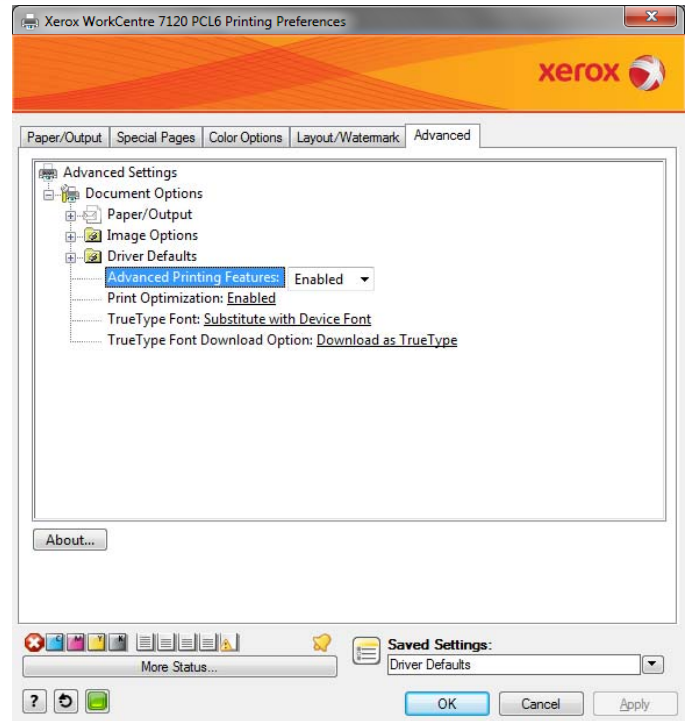 Xerox WorkCentre 7120 PCL6 Printing Preferences
xerox
Paper/Output Special Pages Color Options Layout/Watermark Advanced
Advanced Settings
Document Options
Paper/Output
Image Options
Driver Defaults
Advanced Printing Features: Enabled
Print Optimization: Enabled
TrueType Font: Substitute with Device Font
TrueType Font Download Option: Download as TrueType
About...
C M Y K
Saved Settings:
More Status... Driver Defaults
? OK Cancel Apply